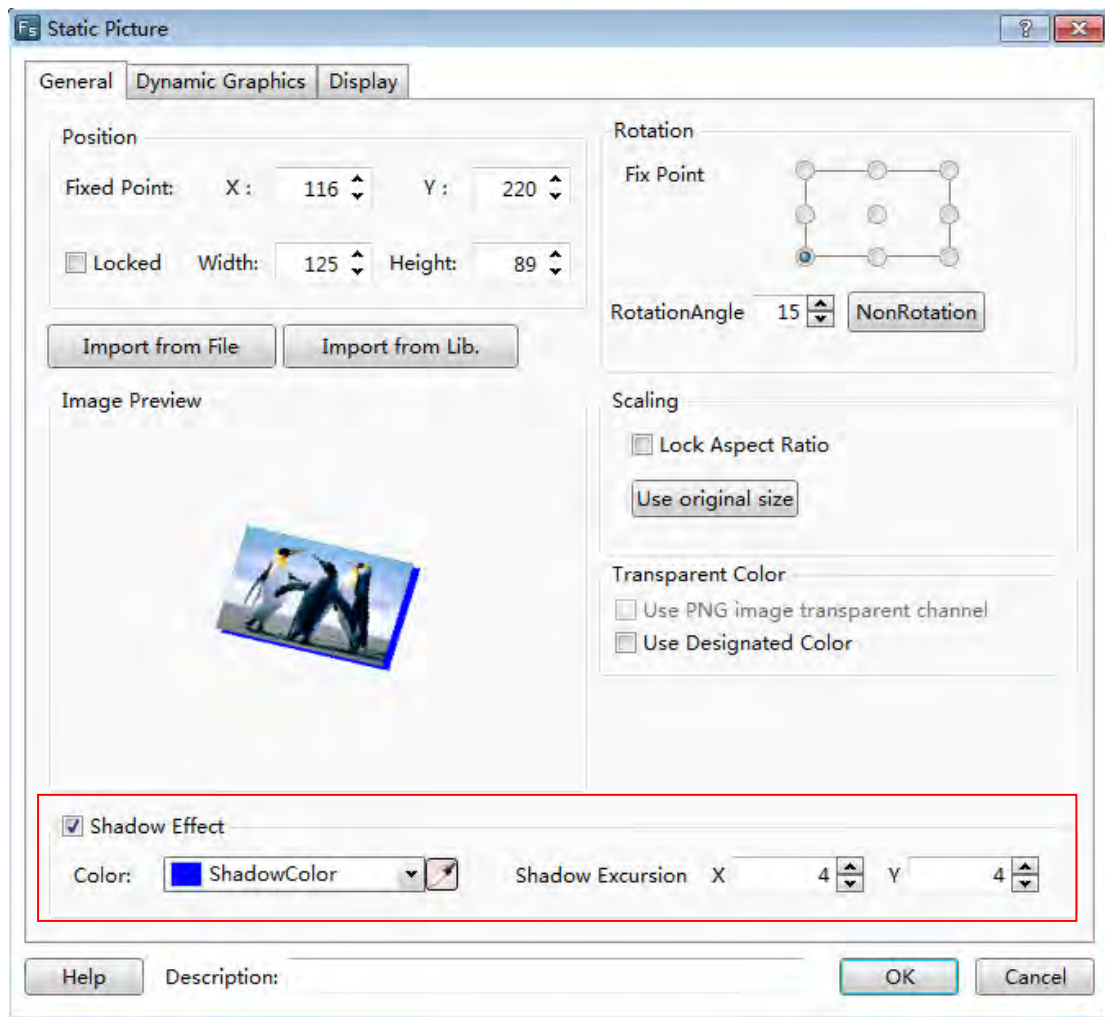 Fs Static Picture
General Dynamic Graphics Display
Position
Fixed Point: X : 116 Y : 220
Locked Width: 125 Height: 89
Import from File Import from Lib.
Image Preview
Rotation
Fix Point
RotationAngle 15 NonRotation
Scaling
Lock Aspect Ratio
Use original size
Transparent Color
Use PNG image transparent channel
Use Designated Color
Shadow Effect
Color: ShadowColor Shadow Excursion X 4 Y 4
Help Description: OK Cancel